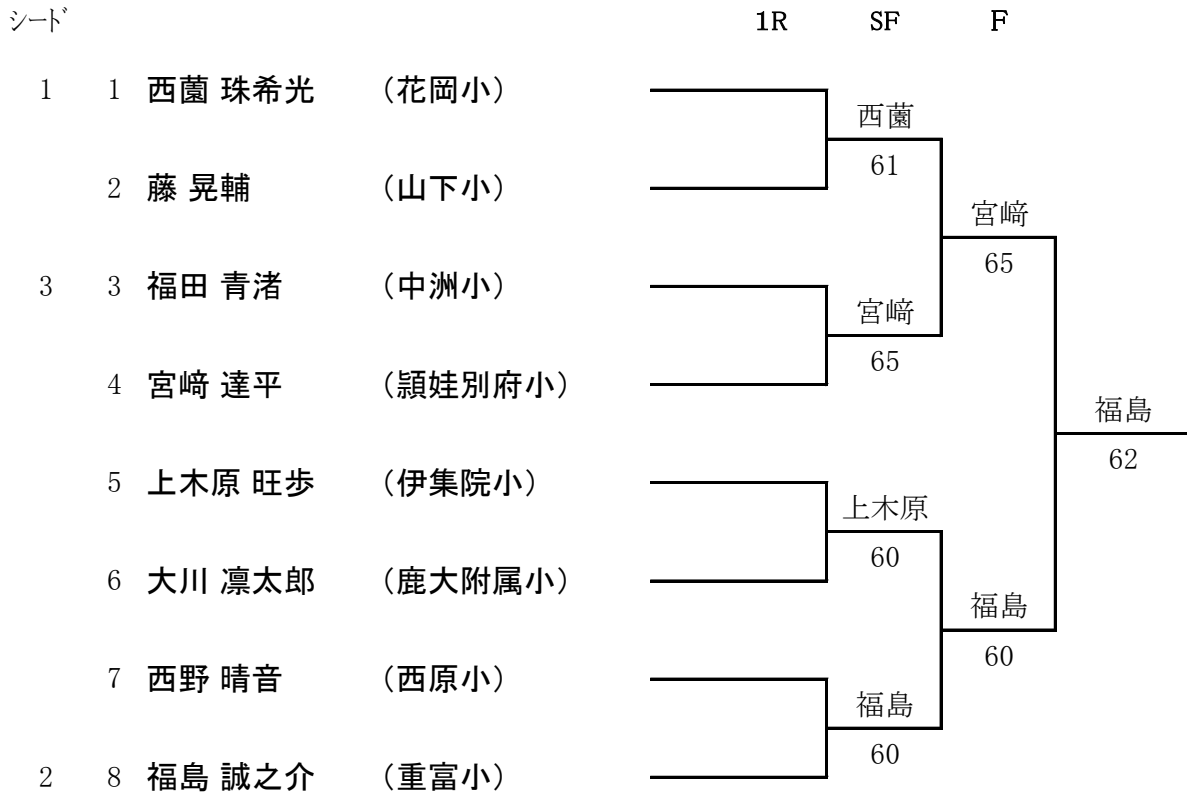 シード 1R SF F
1 1 西薗 珠希光 （花岡小）
西薗
61
2 藤 晃輔 （山下小）
宮﨑
65
3 3 福田 青渚 （中洲小）
宮﨑
65
4 宮﨑 達平 （頴娃別府小）
福島
62
5 上木原 旺歩 （伊集院小）
上木原
60
6 大川 凛太郎 （鹿大附属小）
福島
60
7 西野 晴音 （西原小）
福島
60
2 8 福島 誠之介 （重富小）